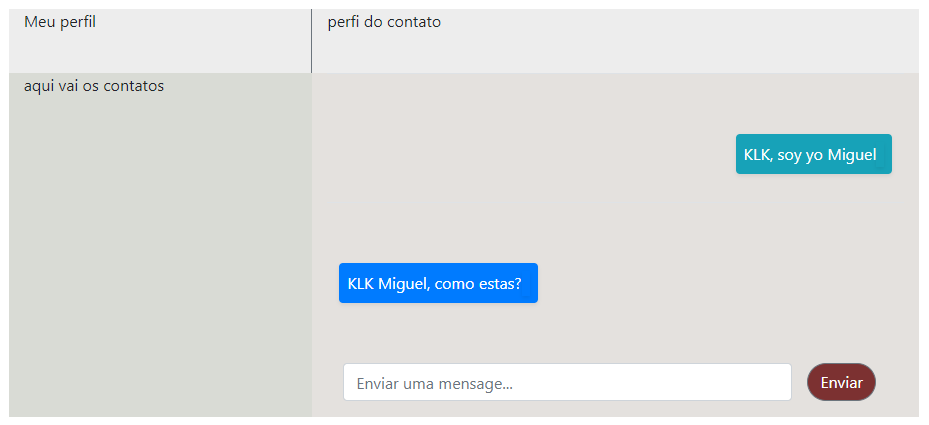 Meu perfil
perfi do contato
aqui vai os contatos
KLK, soy yo Miguel
KLK Miguel, como estas?
Enviar uma mensage...
Enviar